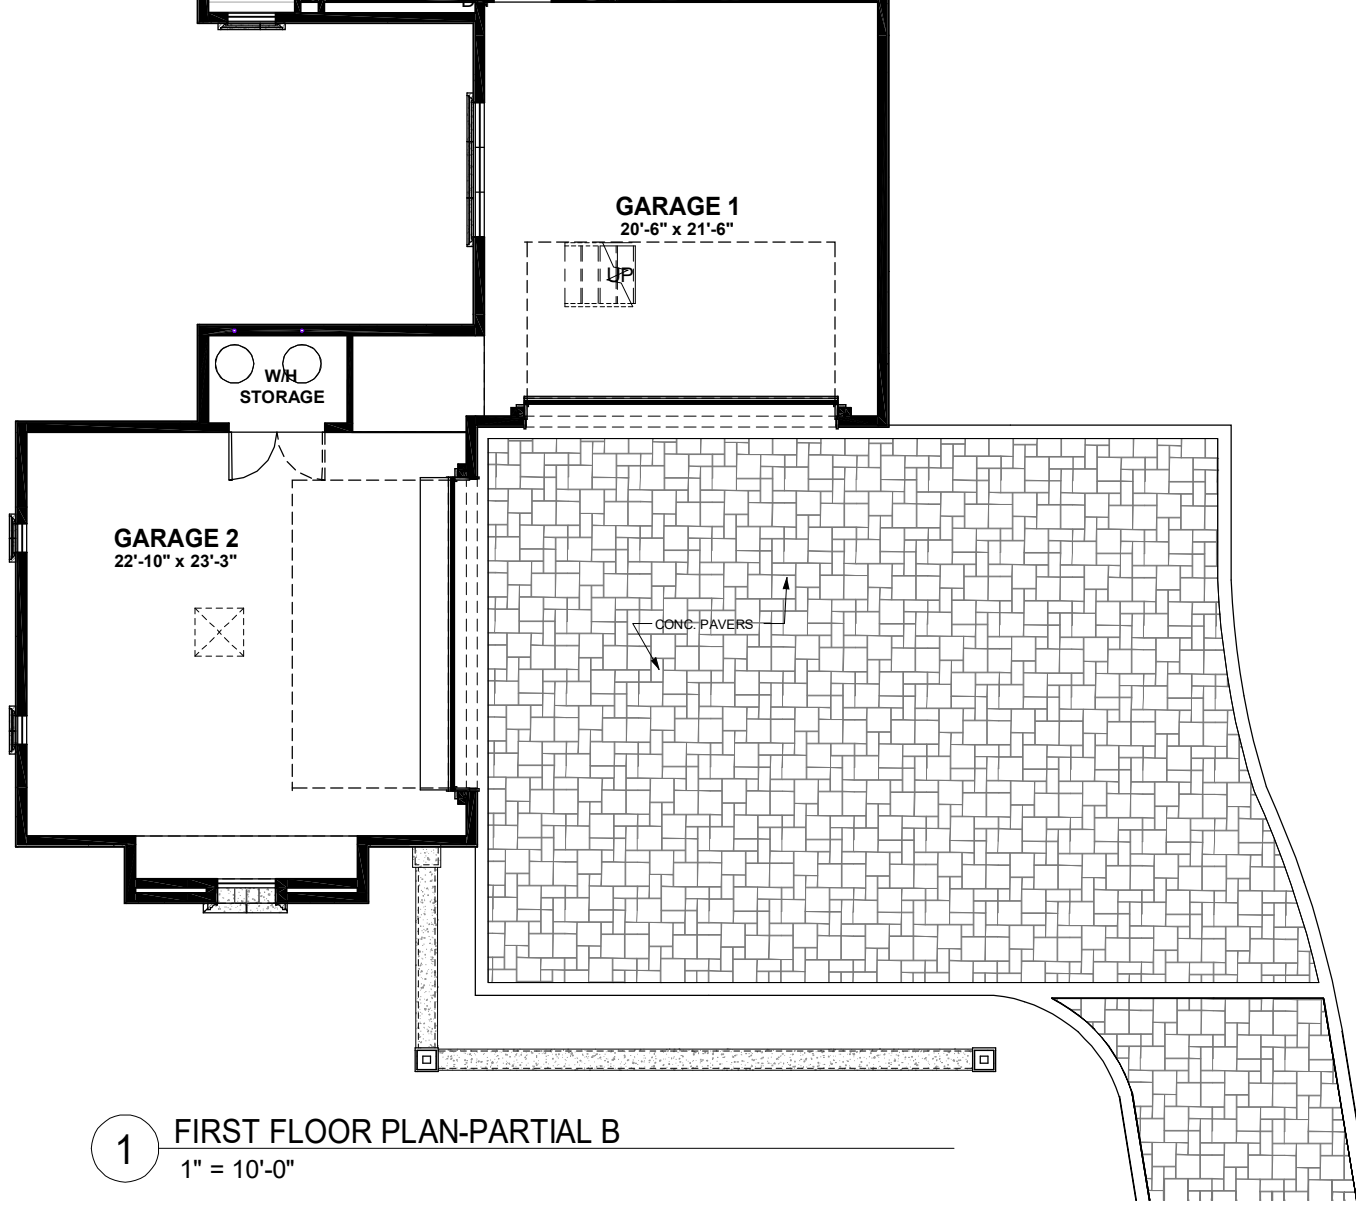 GARAGE 1
20'-6" x 21'-6"
UP
W/H
STORAGE
GARAGE 2
22'-10" x 23'-3"
CONC. PAVERS
1
FIRST FLOOR PLAN-PARTIAL B
1" = 10'-0"